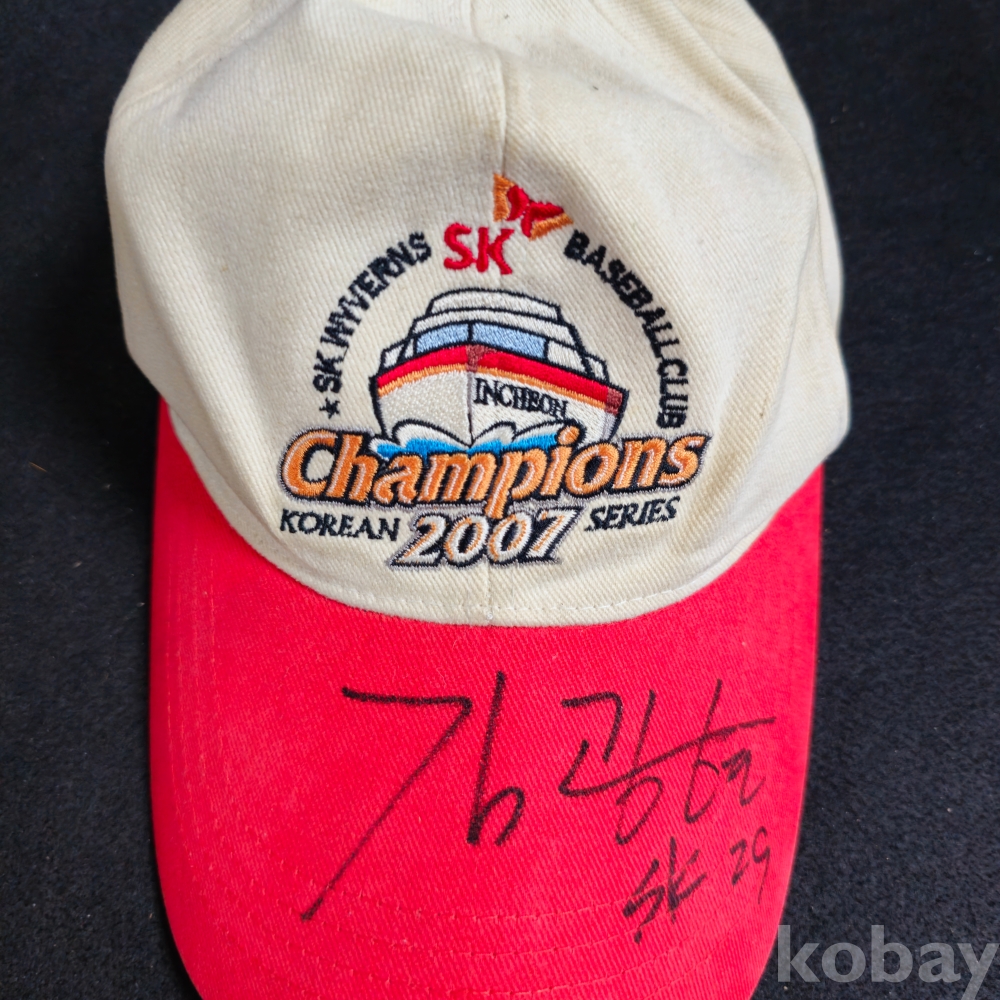 SK
★ SK WYVERNS BASEBALL CLUB
INCHEON
Champions
KOREAN 2007 SERIES
김광현
SK 29
kobay